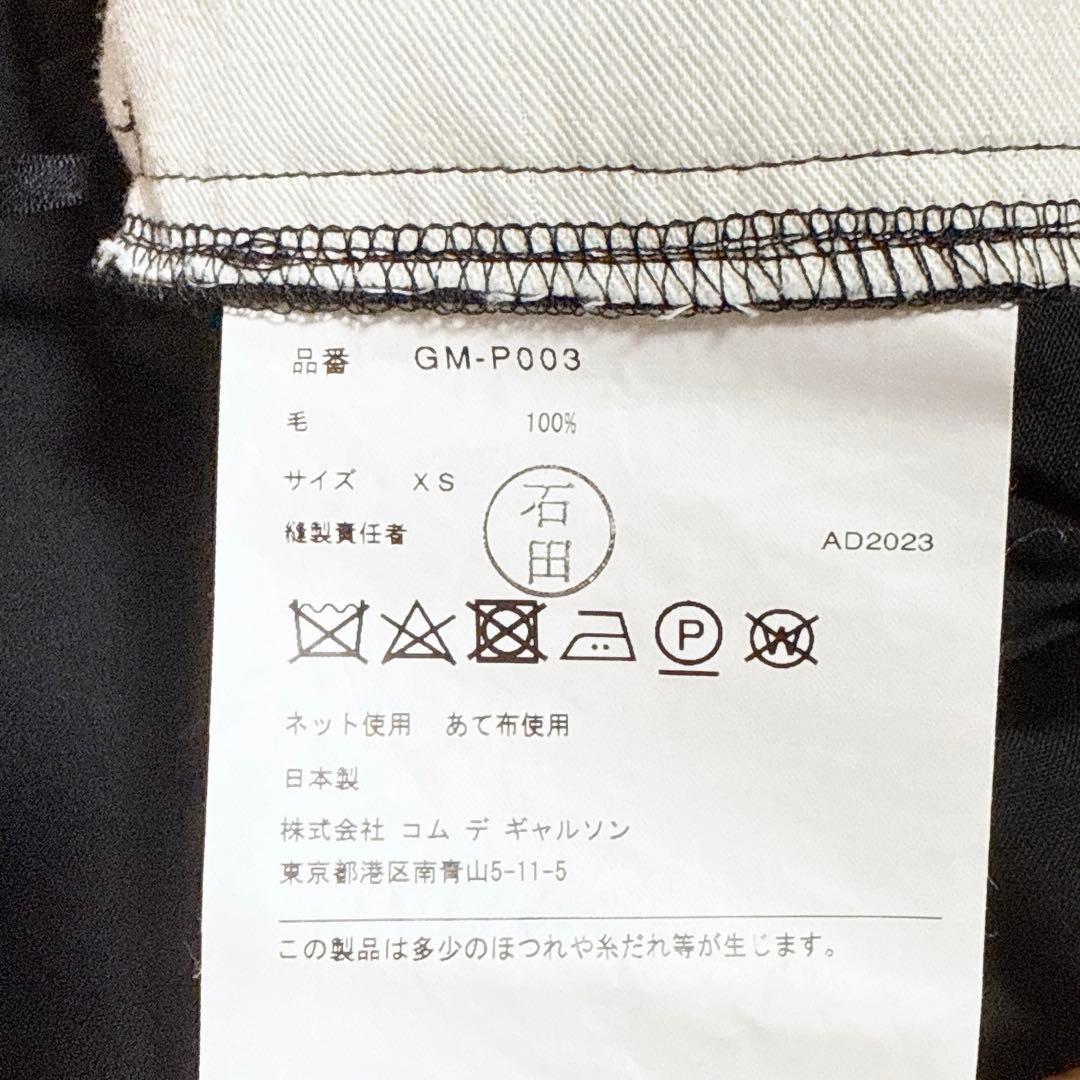 品番 GM-P003
毛 100%
サイズ XS
石田
縫製責任者 AD2023
P W
ネット使用 あて布使用
日本製
株式会社 コム デ ギャルソン
東京都港区南青山5-11-5
この製品は多少のほつれや糸だれ等が生じます。